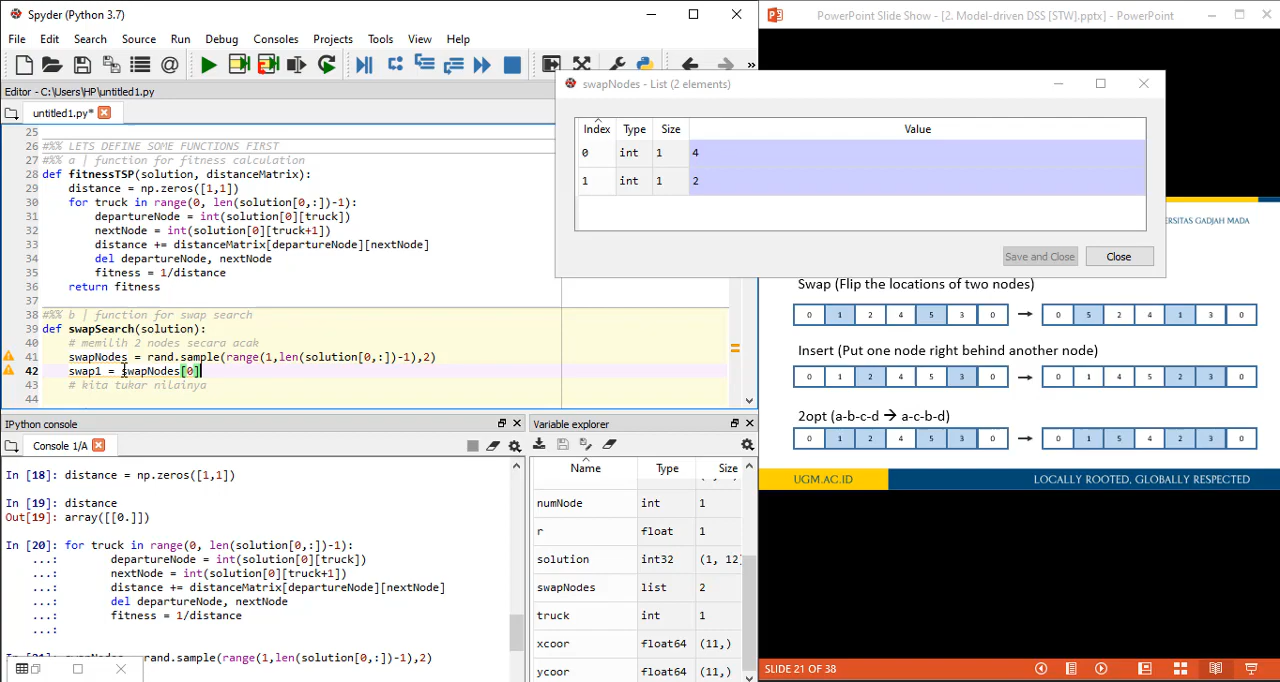 Spyder (Python 3.7)
File Edit Search Source Run Debug Consoles Projects Tools View Help
Editor - C:\Users\HP\untitled1.py
untitled1.py*
25
26 #%% LETS DEFINE SOME FUNCTIONS FIRST
27 #%% a | function for fitness calculation
28 def fitnessTSP(solution, distanceMatrix):
29 distance = np.zeros([1,1])
30 for truck in range(0, len(solution[0,:])-1):
31 departureNode = int(solution[0][truck])
32 nextNode = int(solution[0][truck+1])
33 distance += distanceMatrix[departureNode][nextNode]
34 del departureNode, nextNode
35 fitness = 1/distance
36 return fitness
37
38 #%% b | function for swap search
39 def swapSearch(solution):
40 # memilih 2 nodes secara acak
41 swapNodes = rand.sample(range(1,len(solution[0,:])-1),2)
42 swap1 = swapNodes[0]
43 # kita tukar nilainya
44
IPython console
Console 1/A
In [18]: distance = np.zeros([1,1])
In [19]: distance
Out[19]: array([[0.]])
In [20]: for truck in range(0, len(solution[0,:])-1):
...: departureNode = int(solution[0][truck])
...: nextNode = int(solution[0][truck+1])
...: distance += distanceMatrix[departureNode][nextNode]
...: del departureNode, nextNode
...: fitness = 1/distance
...:
rand.sample(range(1,len(solution[0,:])-1),2)
Variable explorer
Name Type Size
numNode int 1
r float 1
solution int32 (1, 12)
swapNodes list 2
truck int 1
xcoor float64 (11,)
ycoor float64 (11,)
swapNodes - List (2 elements)
Index Type Size Value
0 int 1 4
1 int 1 2
Save and Close Close
PowerPoint Slide Show - [2. Model-driven DSS [STW].pptx] - PowerPoint
ERSITAS GADJAH MADA
Swap (Flip the locations of two nodes)
0 1 2 4 5 3 0 → 0 5 2 4 1 3 0
Insert (Put one node right behind another node)
0 1 2 4 5 3 0 → 0 1 4 5 2 3 0
2opt (a-b-c-d → a-c-b-d)
0 1 2 4 5 3 0 → 0 1 5 4 2 3 0
UGM.AC.ID LOCALLY ROOTED, GLOBALLY RESPECTED
SLIDE 21 OF 38